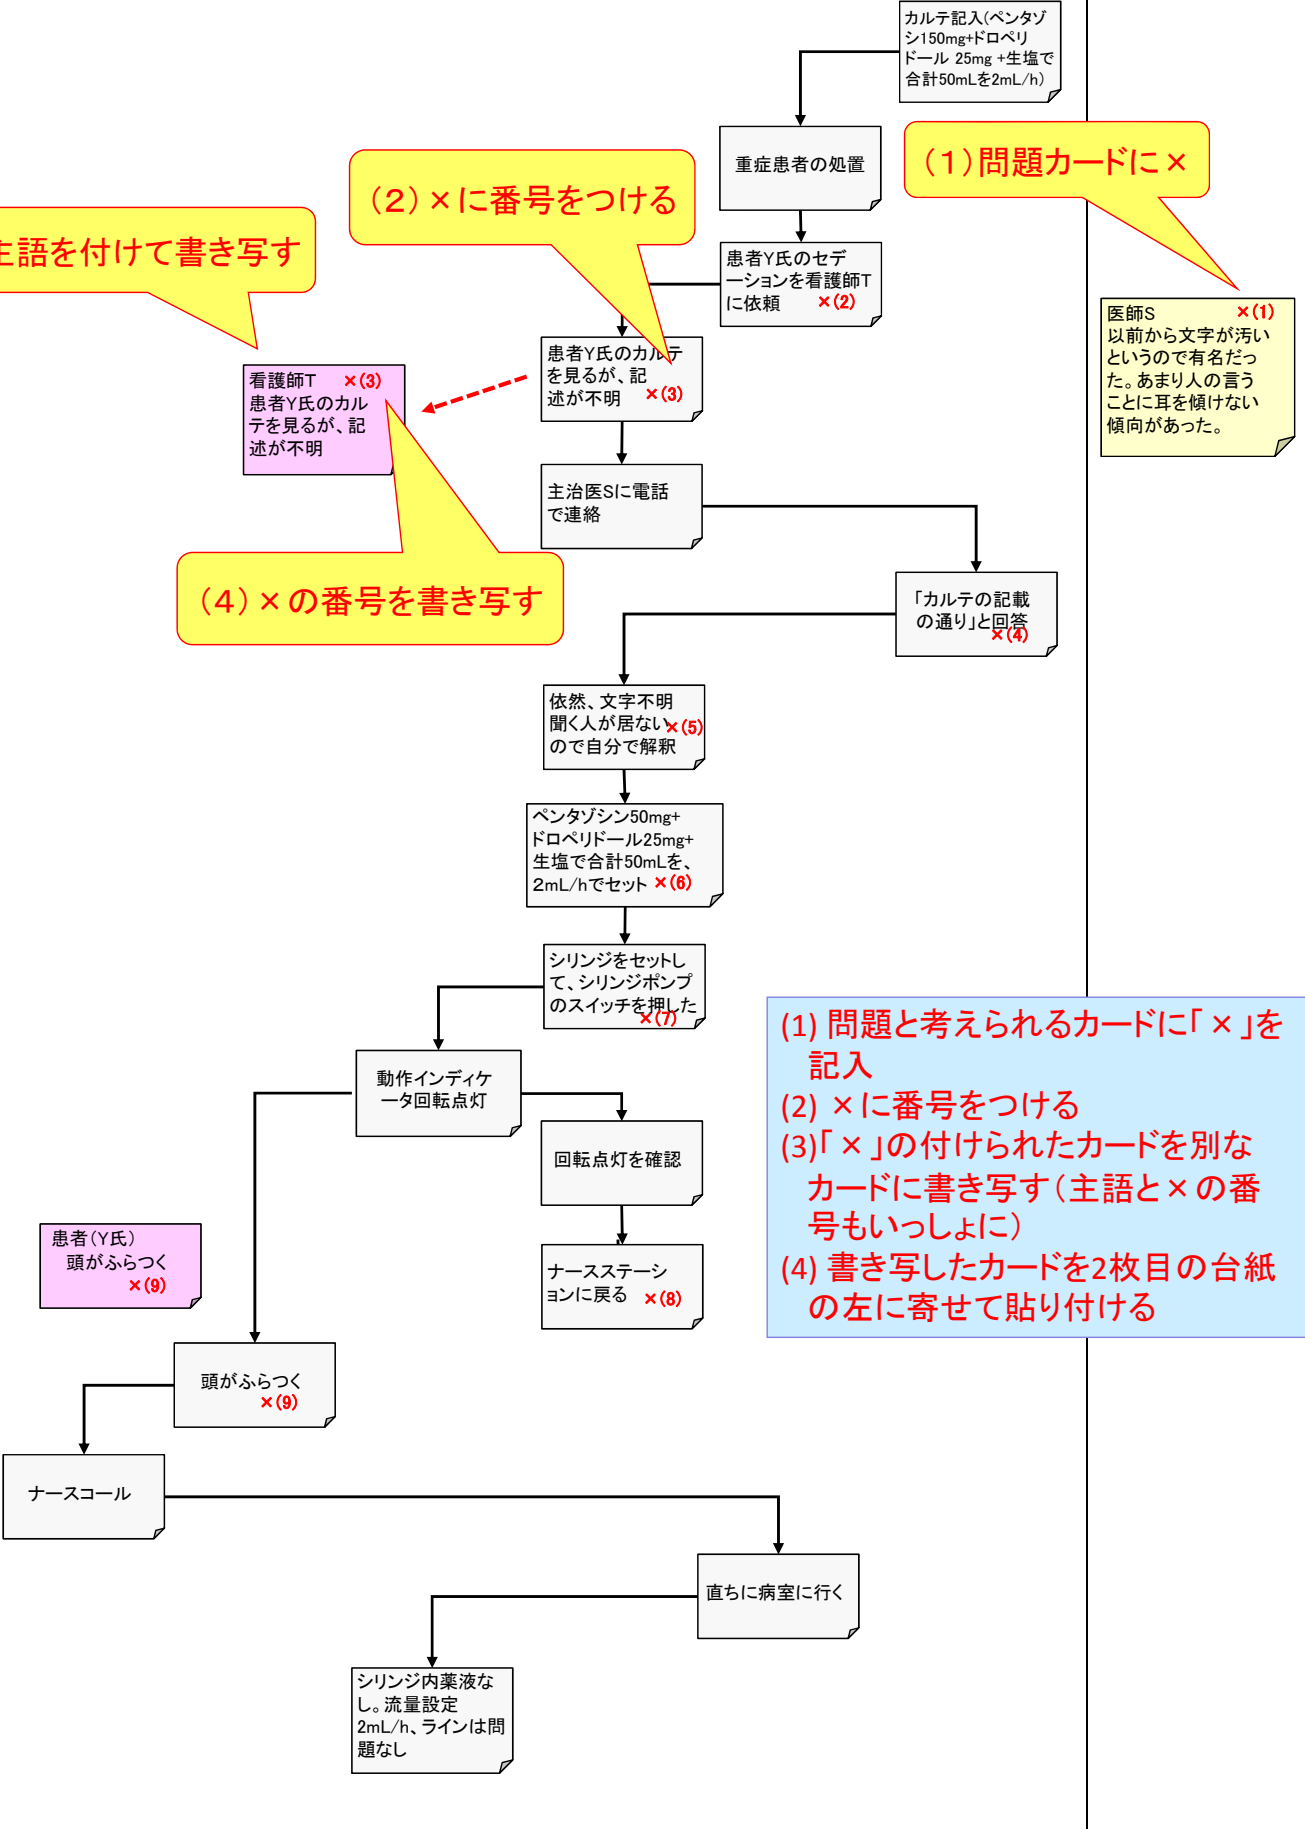 カルテ記入(ペンタゾ
シ150mg+ドロペリ
ドール 25mg +生塩で
合計50mLを2mL/h)
重症患者の処置
(1)問題カードに×
(2)×に番号をつける
主語を付けて書き写す
患者Y氏のセデ
ーションを看護師T
に依頼 ×(2)
医師S ×(1)
以前から文字が汚い
というので有名だっ
た。あまり人の言う
ことに耳を傾けない
傾向があった。
患者Y氏のカルテ
を見るが、記
述が不明 ×(3)
看護師T ×(3)
患者Y氏のカル
テを見るが、記
述が不明
主治医Sに電話
で連絡
(4)×の番号を書き写す
「カルテの記載
の通り」と回答
×(4)
依然、文字不明
聞く人が居ない ×(5)
ので自分で解釈
ペンタゾシン50mg+
ドロペリドール25mg+
生塩で合計50mLを、
2mL/hでセット ×(6)
シリンジをセットし
て、シリンジポンプ
のスイッチを押した
×(7)
動作インディケ
ータ回転点灯
回転点灯を確認
ナースステーシ
ョンに戻る ×(8)
(1) 問題と考えられるカードに「×」を
記入
(2) ×に番号をつける
(3)「×」の付けられたカードを別な
カードに書き写す(主語と×の番
号もいっしょに)
(4) 書き写したカードを2枚目の台紙
の左に寄せて貼り付ける
患者(Y氏)
頭がふらつく
×(9)
頭がふらつく
×(9)
ナースコール
直ちに病室に行く
シリンジ内薬液な
し。流量設定
2mL/h、ラインは問
題なし